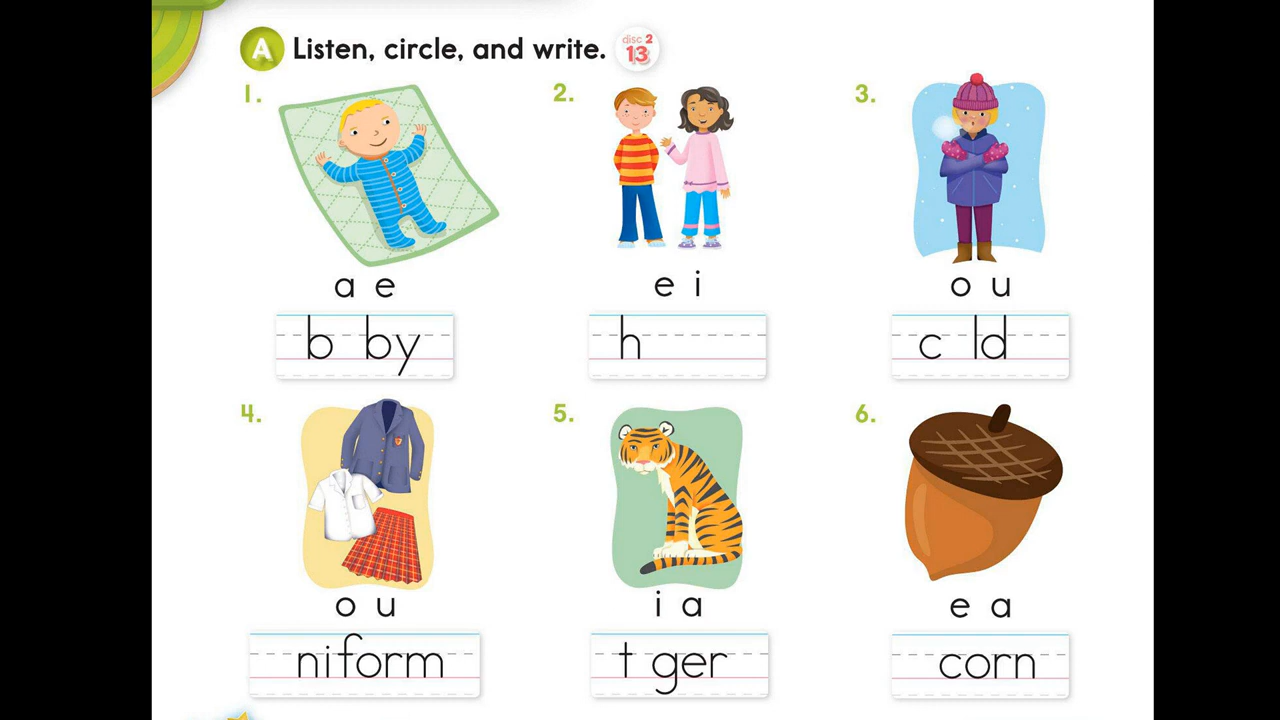 A Listen, circle, and write. disc 2 13
1. 2. 3.
a e e i o u
b by h c ld
4. 5. 6.
o u i a e a
niform t ger corn